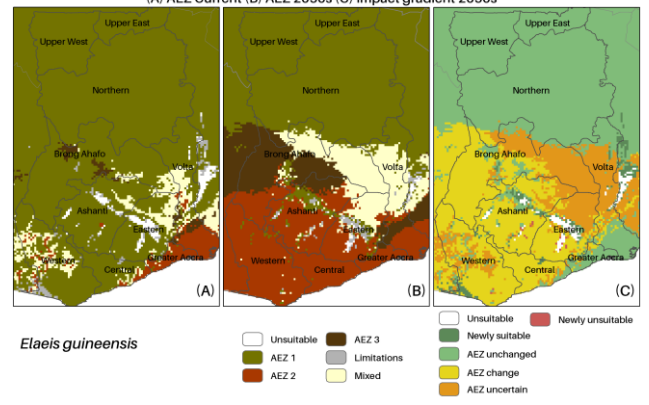 (A) AEZ Current (B) AEZ 2050s (C) Impact gradient 2050s
Upper East
Upper West
Northern
Brong Ahafo
Volta
Ashanti
Eastern
Western
Central
Greater Accra
(A)
Upper East
Upper West
Northern
Brong Ahafo
Volta
Ashanti
Eastern
Western
Central
Greater Accra
(B)
Upper East
Upper West
Northern
Brong Ahafo
Volta
Ashanti
Eastern
Western
Central
Greater Accra
(C)
Elaeis guineensis
Unsuitable
AEZ 1
AEZ 2
AEZ 3
Limitations
Mixed
Unsuitable
Newly suitable
AEZ unchanged
AEZ change
AEZ uncertain
Newly unsuitable